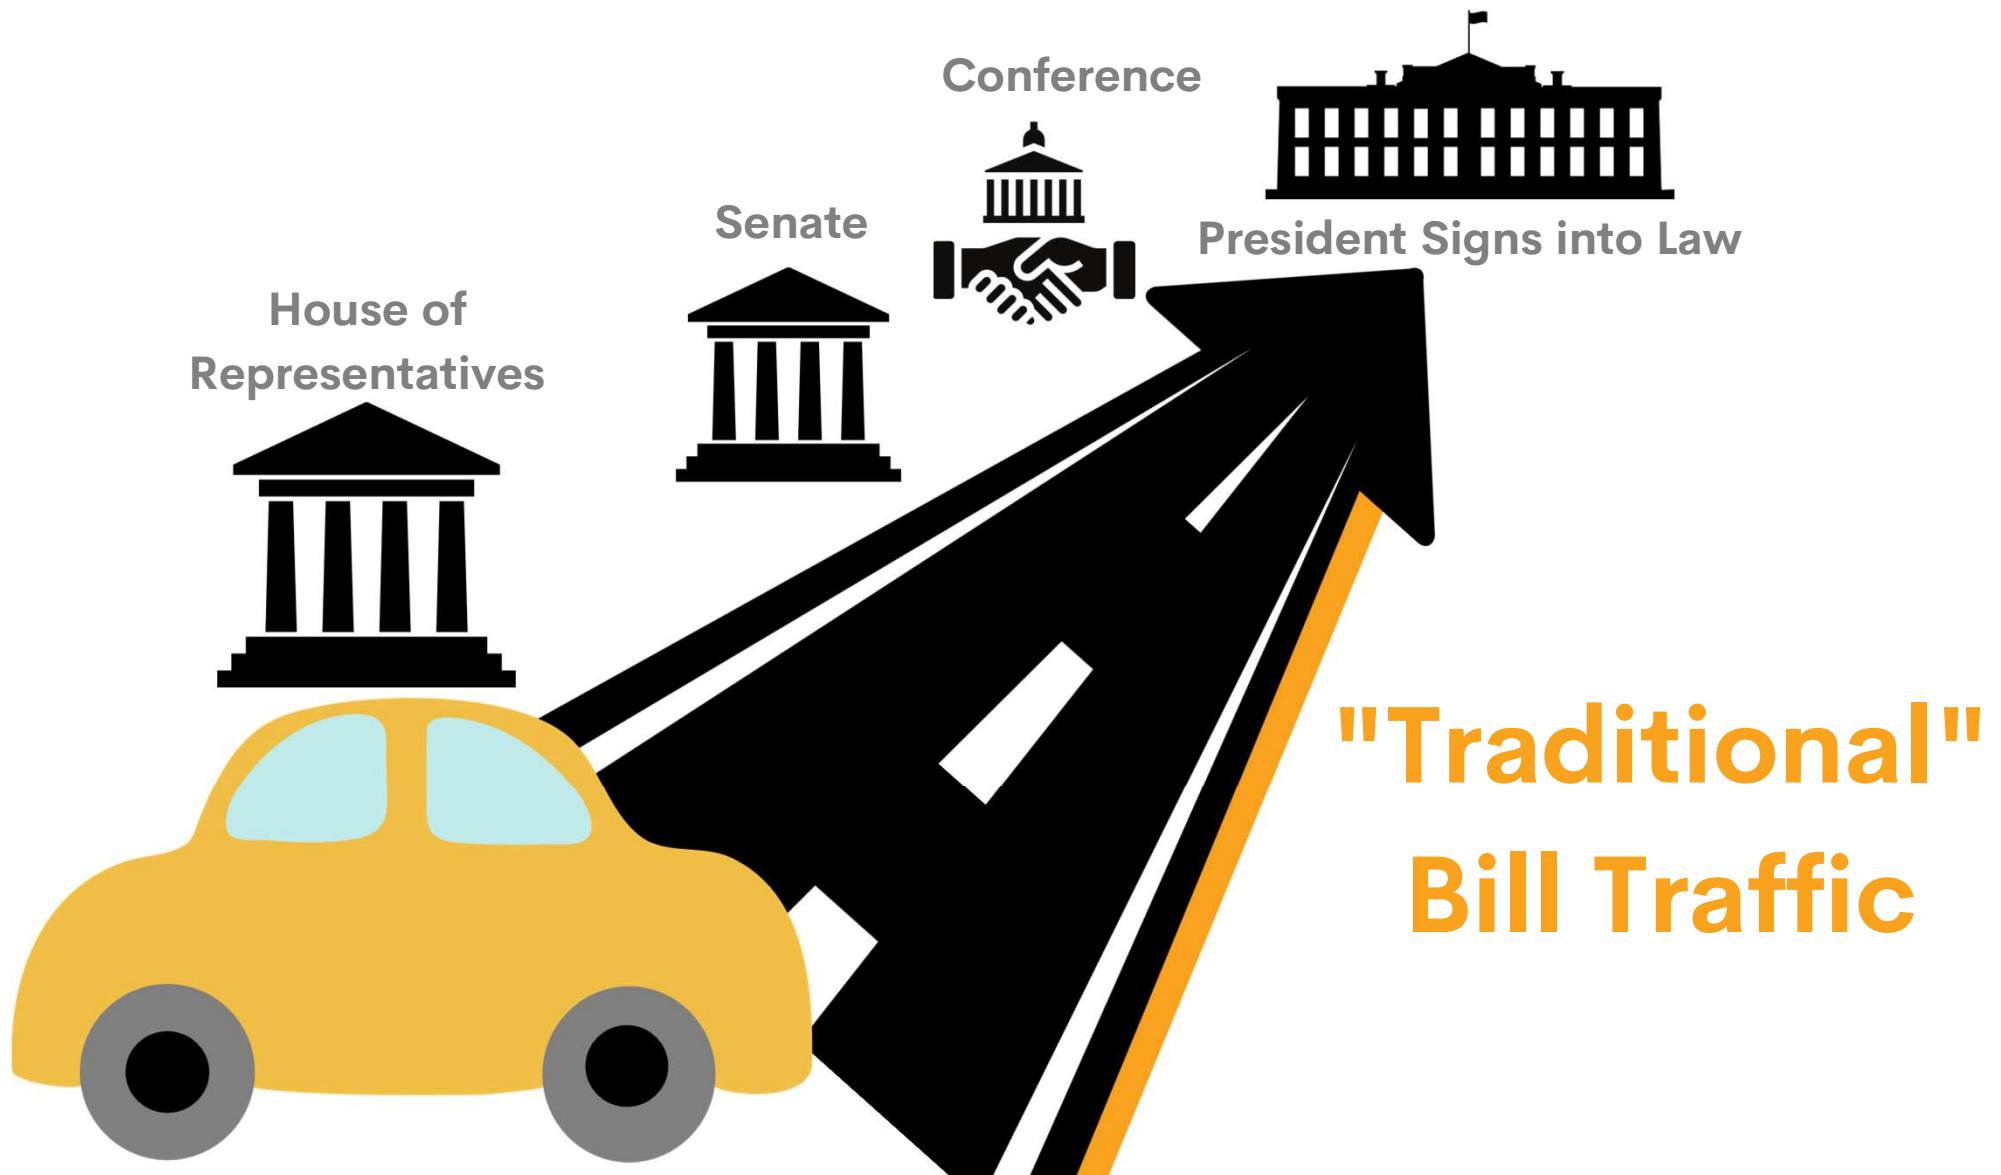 Conference
Senate
President Signs into Law
House of
Representatives
"Traditional"
Bill Traffic